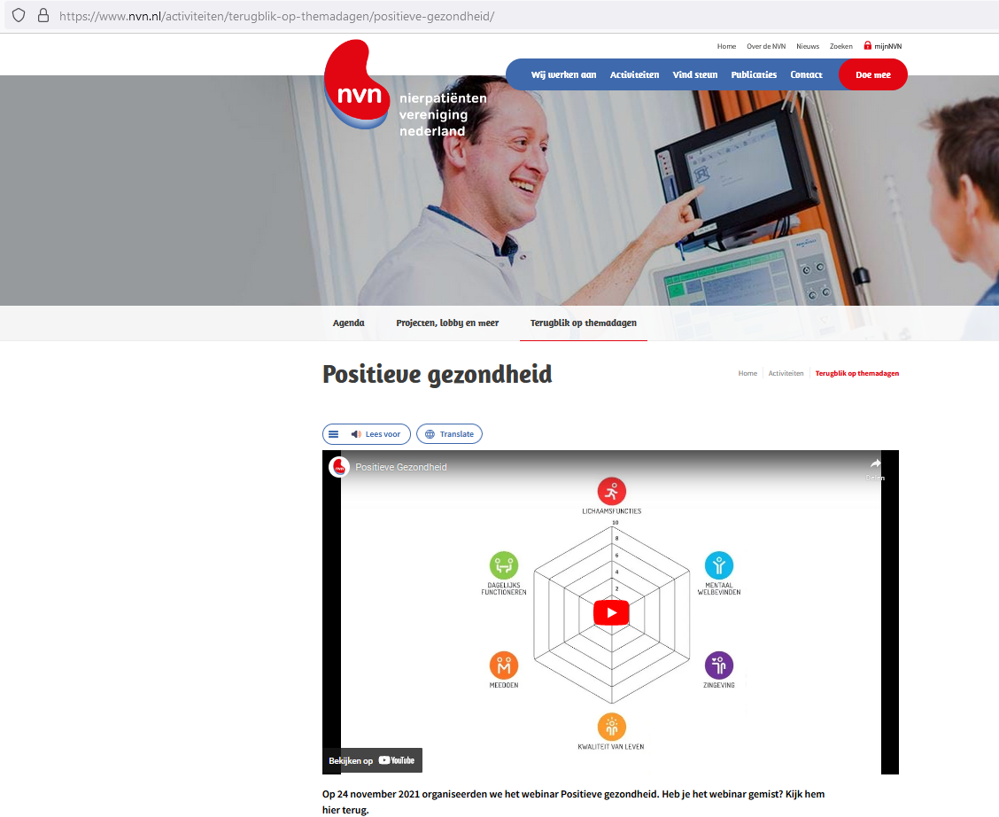 https://www.nvn.nl/activiteiten/terugblik-op-themadagen/positieve-gezondheid/
Home Over de NVN Nieuws Zoeken mijnNVN
Wij werken aan Activiteiten Vind steun Publicaties Contact Doe mee
nvn
nierpatiënten
vereniging
nederland
Agenda Projecten, lobby en meer Terugblik op themadagen
Positieve gezondheid
Home Activiteiten Terugblik op themadagen
Lees voor Translate
nvn Positieve Gezondheid
Delen
LICHAAMSFUNCTIES
10
8
6
4
2
DAGELIJKS
FUNCTIONEREN
MENTAAL
WELBEVINDEN
MEEDOEN
ZINGEVING
KWALITEIT VAN LEVEN
Bekijken op YouTube
Op 24 november 2021 organiseerden we het webinar Positieve gezondheid. Heb je het webinar gemist? Kijk hem
hier terug.